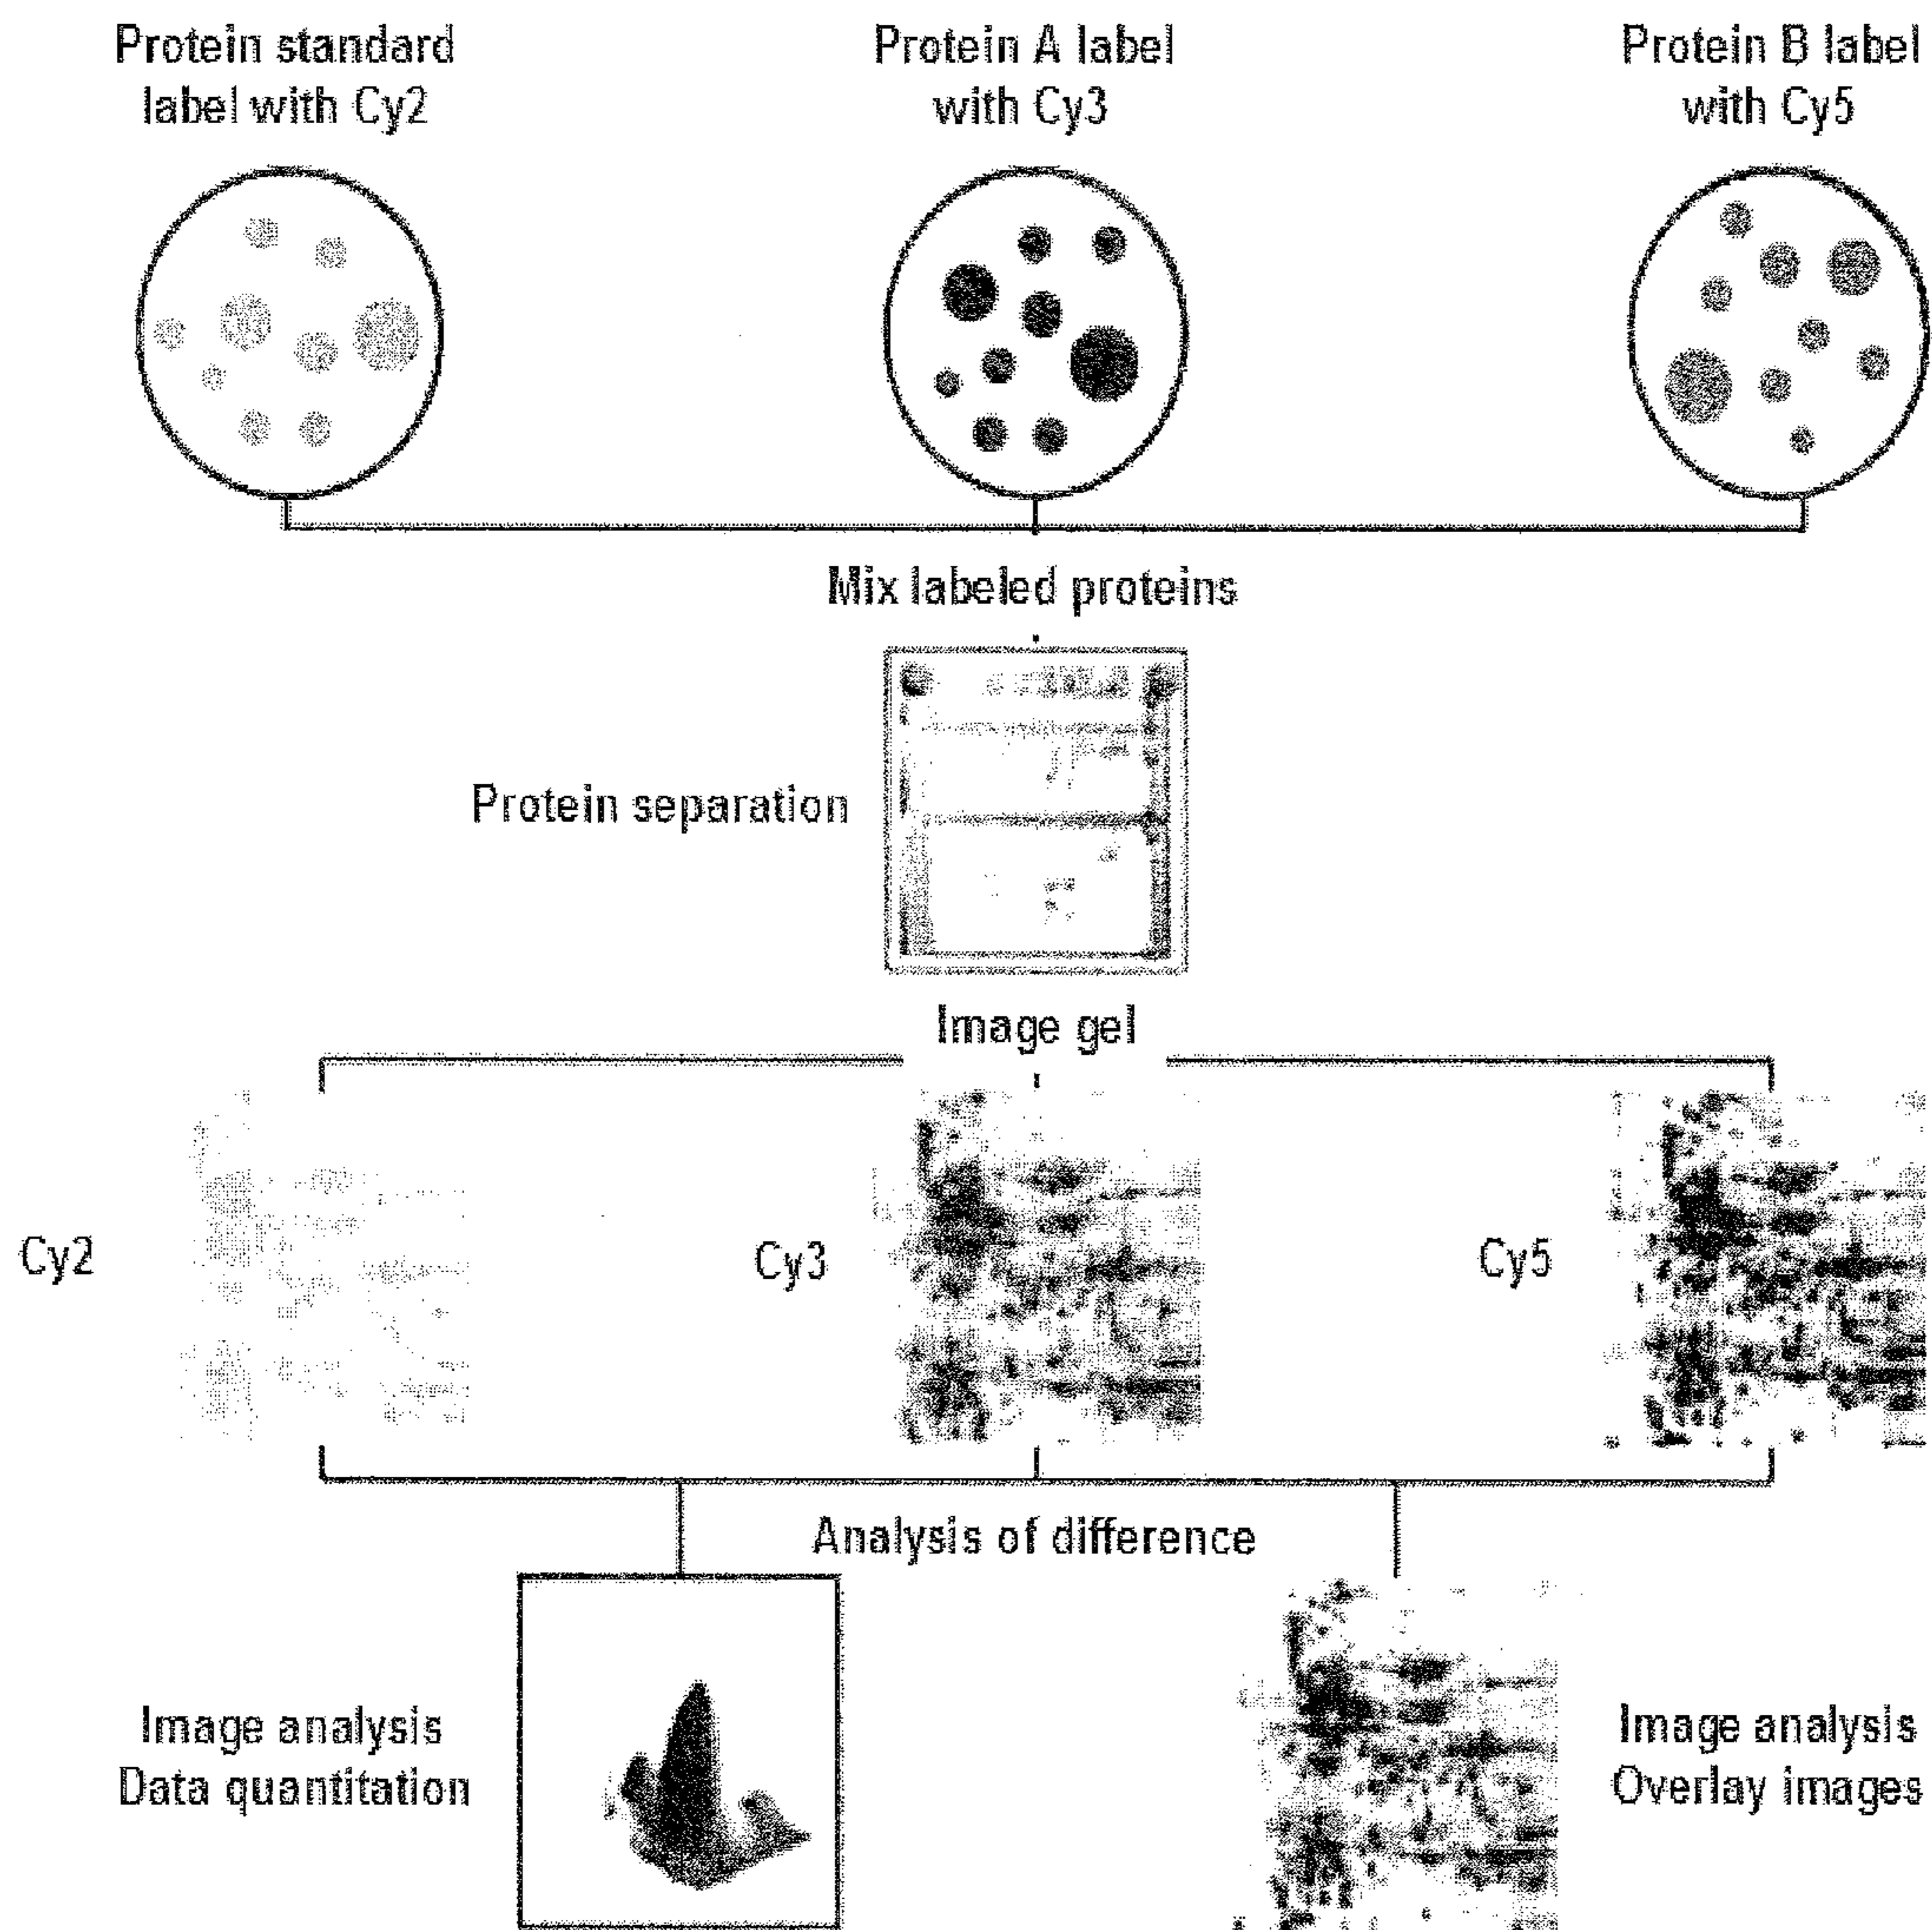 Protein standard
label with Cy2
Protein A label
with Cy3
Protein B label
with Cy5
Mix labeled proteins
Protein separation
Image gel
Cy2
Cy3
Cy5
Analysis of difference
Image analysis
Data quantitation
Image analysis
Overlay images